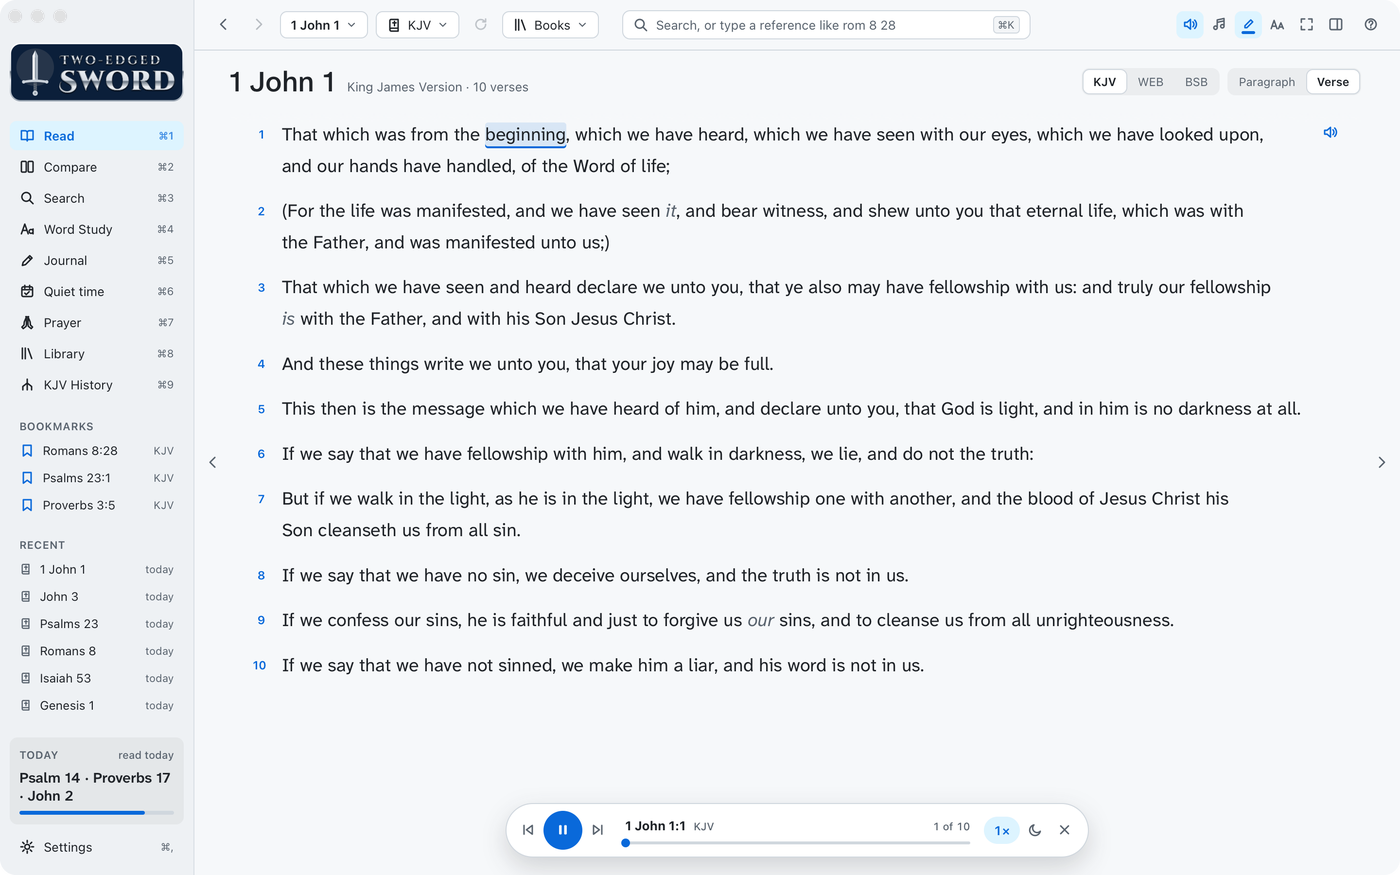 TWO-EDGED
SWORD
Read ⌘1
Compare ⌘2
Search ⌘3
Word Study ⌘4
Journal ⌘5
Quiet time ⌘6
Prayer ⌘7
Library ⌘8
KJV History ⌘9
BOOKMARKS
Romans 8:28 KJV
Psalms 23:1 KJV
Proverbs 3:5 KJV
RECENT
1 John 1 today
John 3 today
Psalms 23 today
Romans 8 today
Isaiah 53 today
Genesis 1 today
TODAY read today
Psalm 14 · Proverbs 17
· John 2
Settings ⌘,
1 John 1 KJV Books Search, or type a reference like rom 8 28 ⌘K AA
1 John 1 King James Version · 10 verses KJV WEB BSB Paragraph Verse
1 That which was from the beginning, which we have heard, which we have seen with our eyes, which we have looked upon,
and our hands have handled, of the Word of life;
2 (For the life was manifested, and we have seen it, and bear witness, and shew unto you that eternal life, which was with
the Father, and was manifested unto us;)
3 That which we have seen and heard declare we unto you, that ye also may have fellowship with us: and truly our fellowship
is with the Father, and with his Son Jesus Christ.
4 And these things write we unto you, that your joy may be full.
5 This then is the message which we have heard of him, and declare unto you, that God is light, and in him is no darkness at all.
6 If we say that we have fellowship with him, and walk in darkness, we lie, and do not the truth:
7 But if we walk in the light, as he is in the light, we have fellowship one with another, and the blood of Jesus Christ his
Son cleanseth us from all sin.
8 If we say that we have no sin, we deceive ourselves, and the truth is not in us.
9 If we confess our sins, he is faithful and just to forgive us our sins, and to cleanse us from all unrighteousness.
10 If we say that we have not sinned, we make him a liar, and his word is not in us.
1 John 1:1 KJV 1 of 10 1×